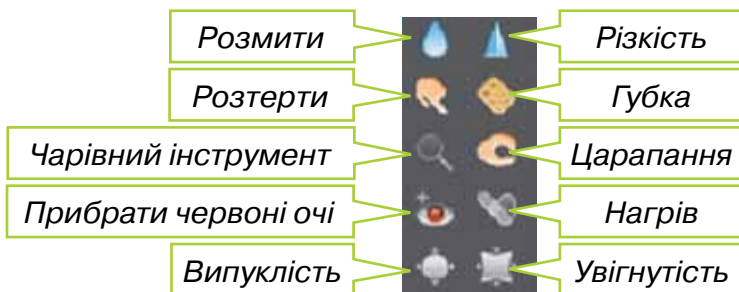 Розмити
Різкість
Розтерти
Губка
Чарівний інструмент
Царапання
Прибрати червоні очі
Нагрів
Випуклість
Увігнутість